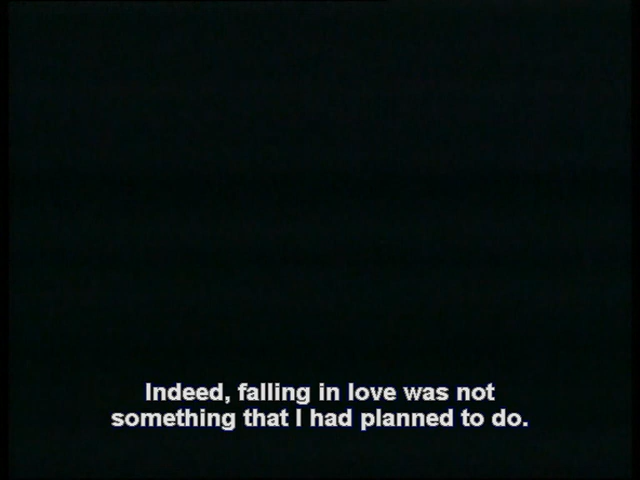 Indeed, falling in love was not
something that I had planned to do.